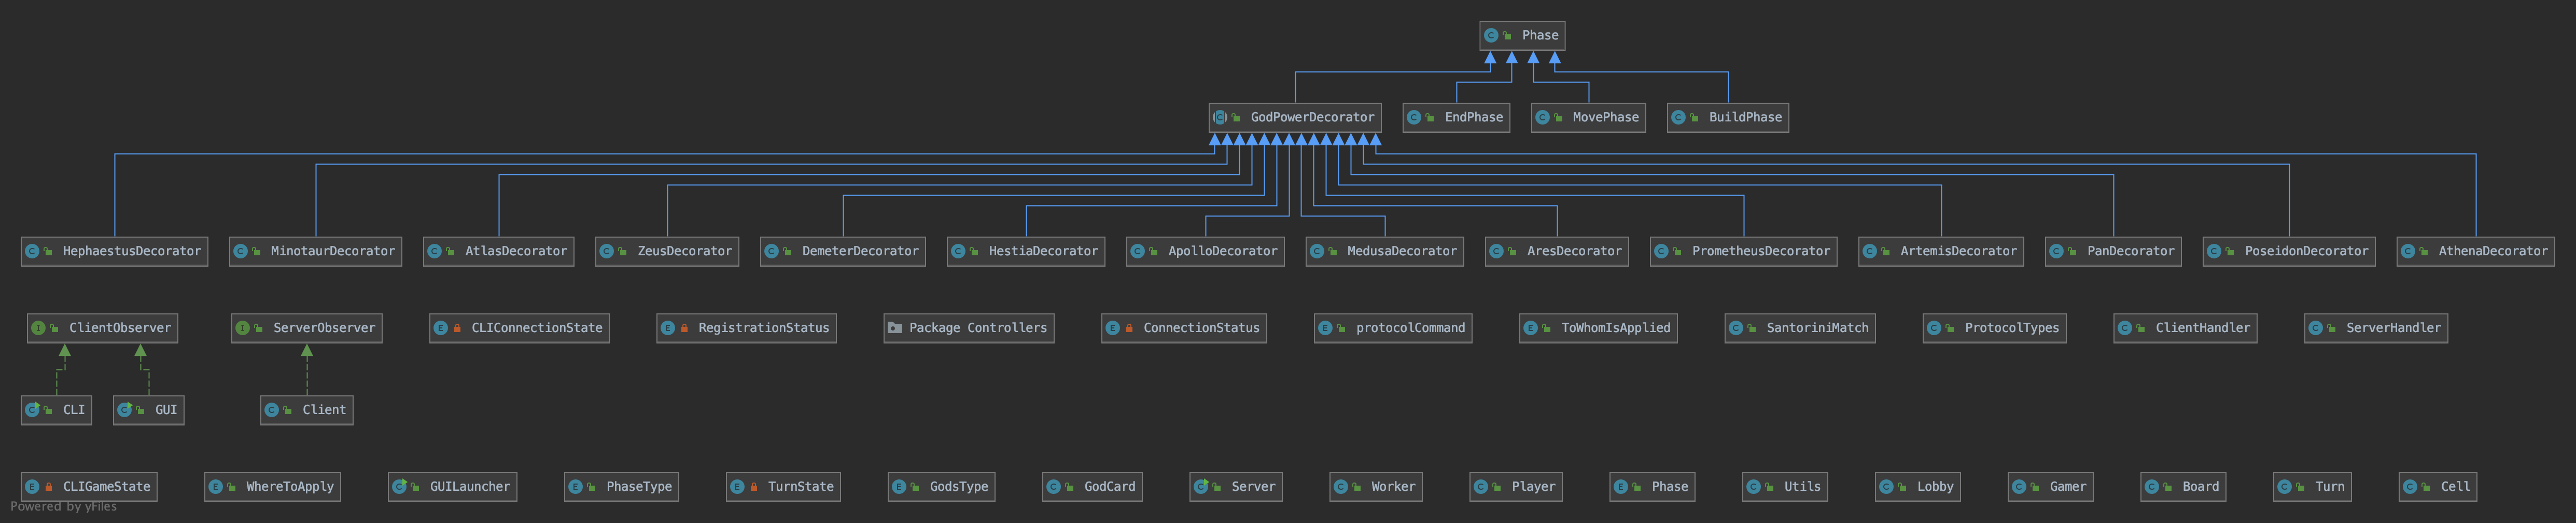 Phase
GodPowerDecorator EndPhase MovePhase BuildPhase
HephaestusDecorator MinotaurDecorator AtlasDecorator ZeusDecorator DemeterDecorator HestiaDecorator ApolloDecorator MedusaDecorator AresDecorator PrometheusDecorator ArtemisDecorator PanDecorator PoseidonDecorator AthenaDecorator
ClientObserver ServerObserver CLIConnectionState RegistrationStatus Package Controllers ConnectionStatus protocolCommand ToWhomIsApplied SantoriniMatch ProtocolTypes ClientHandler ServerHandler
CLI GUI Client
CLIGameState WhereToApply GUILauncher PhaseType TurnState GodsType GodCard Server Worker Player Phase Utils Lobby Gamer Board Turn Cell
Powered by yFiles